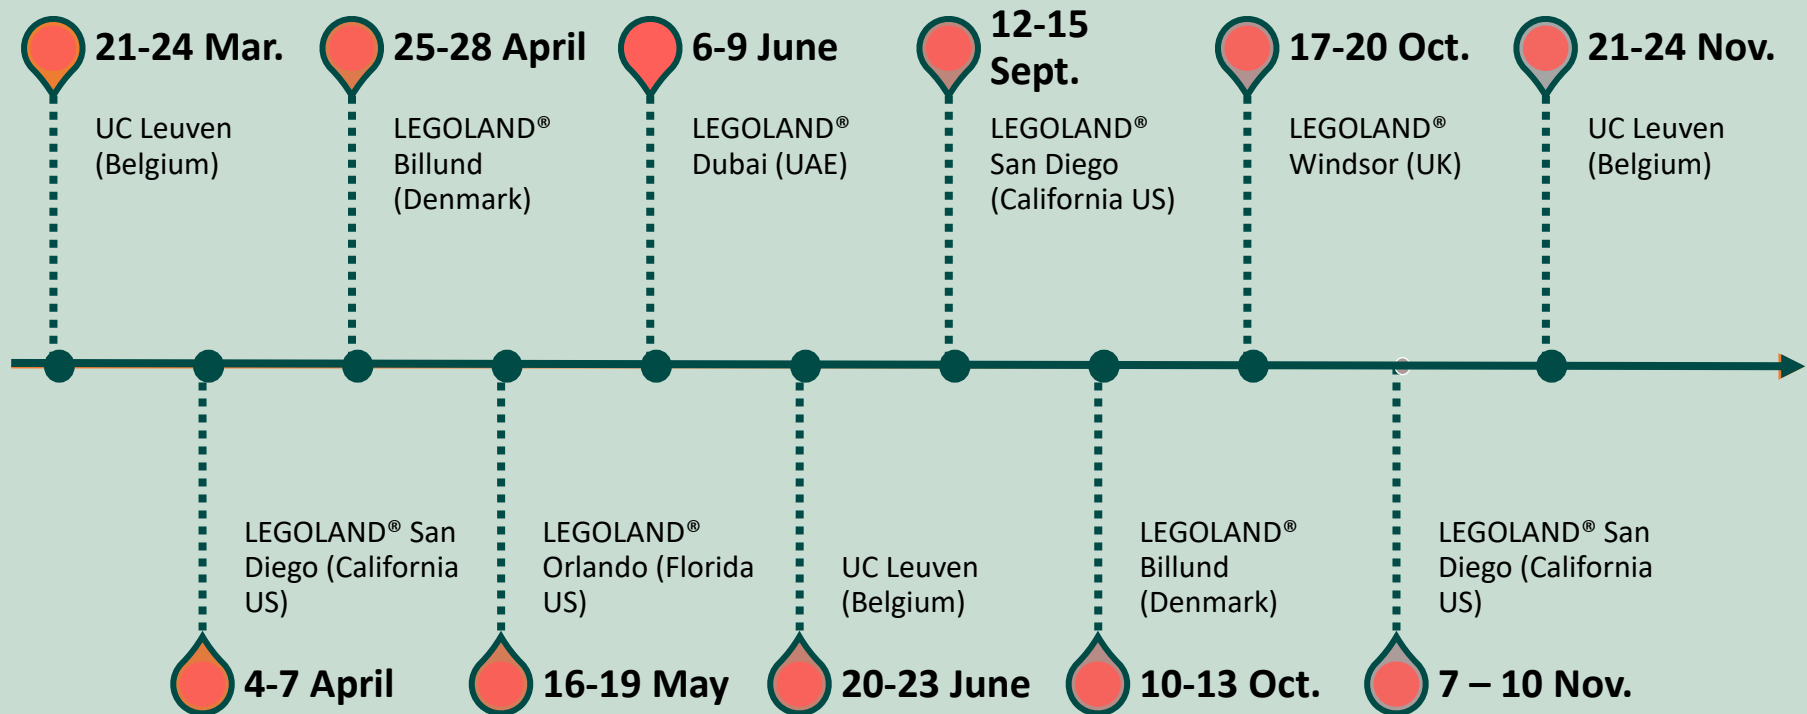 21-24 Mar.
UC Leuven
(Belgium)
4-7 April
LEGOLAND® San
Diego (California
US)
25-28 April
LEGOLAND®
Billund
(Denmark)
16-19 May
LEGOLAND®
Orlando (Florida
US)
6-9 June
LEGOLAND®
Dubai (UAE)
20-23 June
UC Leuven
(Belgium)
12-15
Sept.
LEGOLAND®
San Diego
(California US)
10-13 Oct.
LEGOLAND®
Billund
(Denmark)
17-20 Oct.
LEGOLAND®
Windsor (UK)
7 – 10 Nov.
LEGOLAND® San
Diego (California
US)
21-24 Nov.
UC Leuven
(Belgium)